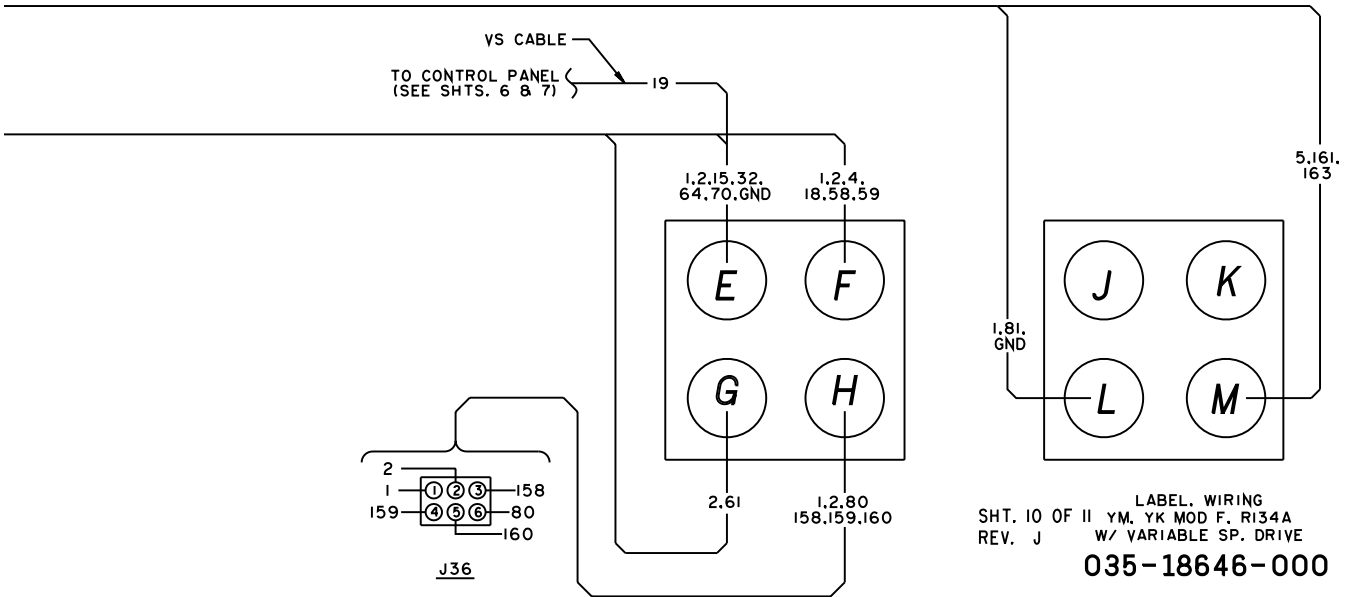 VS CABLE
TO CONTROL PANEL
(SEE SHTS. 6 & 7)
19
1,2,15,32,
64,70,GND
1,2,4,
18,58,59
5,161,
163
E
F
J
K
1,81,
GND
G
H
L
M
2
1
1
2
3
158
159
4
5
6
80
160
J36
2,61
1,2,80
158,159,160
LABEL, WIRING
SHT. 10 OF 11 YM, YK MOD F, R134A
REV. J W/ VARIABLE SP. DRIVE
035-18646-000